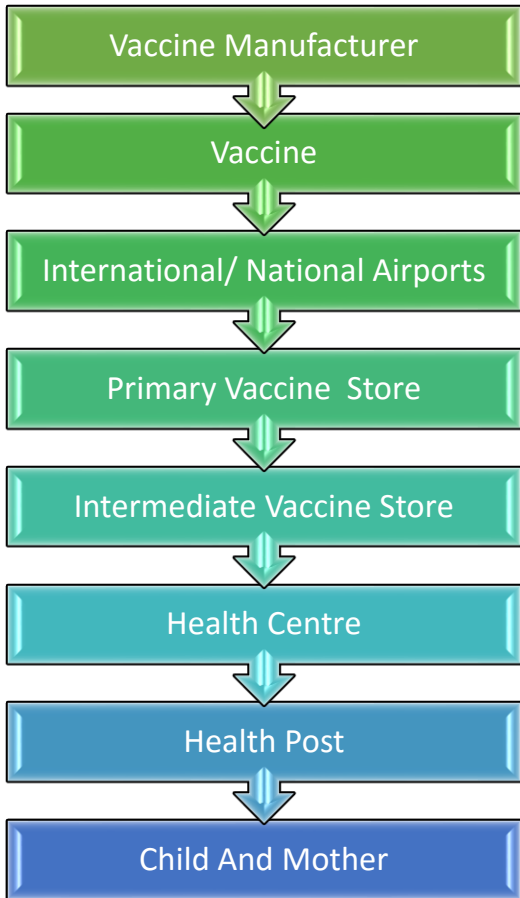 Vaccine Manufacturer
Vaccine
International/ National Airports
Primary Vaccine  Store
Intermediate Vaccine Store
Health Centre
Health Post
Child And Mother